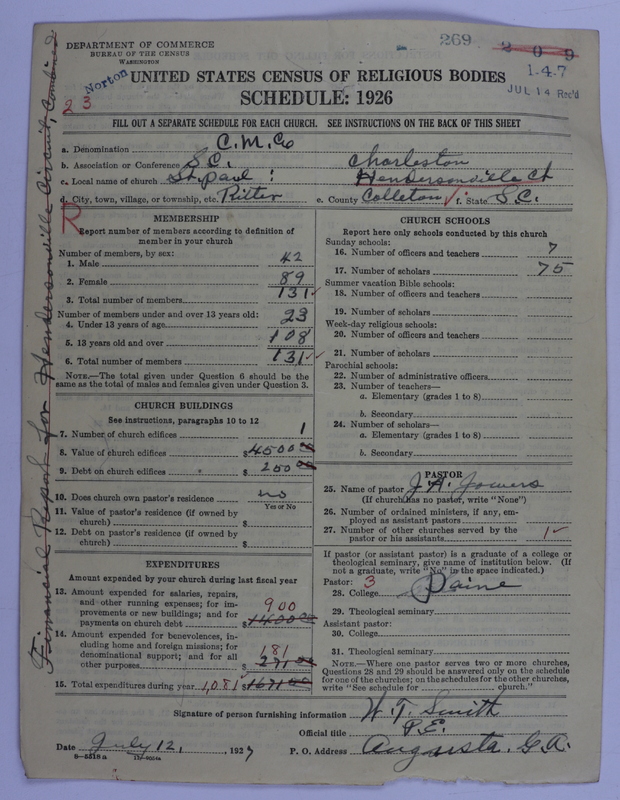 DEPARTMENT OF COMMERCE
BUREAU OF THE CENSUS
WASHINGTON
269
209
1-4-7
JUL 14 Rec'd
Norton
23
UNITED STATES CENSUS OF RELIGIOUS BODIES
SCHEDULE: 1926
FILL OUT A SEPARATE SCHEDULE FOR EACH CHURCH. SEE INSTRUCTIONS ON THE BACK OF THIS SHEET
Financial Report for Hendersonville Circuit, Combined
a. Denomination C.M.C
b. Association or Conference S.C. Charleston
c. Local name of church St. Paul : Hendersonville Ct
d. City, town, village, or township, etc. Ritter e. County Colleton f. State S.C.
R
MEMBERSHIP
Report number of members according to definition of
member in your church
Number of members, by sex:
1. Male 42
2. Female 89
3. Total number of members 131
Number of members under and over 13 years old:
4. Under 13 years of age 23
5. 13 years old and over 108
6. Total number of members 131
NOTE.—The total given under Question 6 should be the
same as the total of males and females given under Question 3.
CHURCH BUILDINGS
See instructions, paragraphs 10 to 12
7. Number of church edifices 1
8. Value of church edifices $4500 00
9. Debt on church edifices $250 00
10. Does church own pastor's residence no
Yes or No
11. Value of pastor's residence (if owned by
church) $
12. Debt on pastor's residence (if owned by
church) $
EXPENDITURES
Amount expended by your church during last fiscal year
13. Amount expended for salaries, repairs,
and other running expenses; for im-
provements or new buildings; and for
payments on church debt $ 900 1400 00
14. Amount expended for benevolences, in-
cluding home and foreign missions; for
denominational support; and for all
other purposes $ 181 271 00
15. Total expenditures during year 1,081 $1671 00
CHURCH SCHOOLS
Report here only schools conducted by this church
Sunday schools:
16. Number of officers and teachers 7
17. Number of scholars 75
Summer vacation Bible schools:
18. Number of officers and teachers
19. Number of scholars
Week-day religious schools:
20. Number of officers and teachers
21. Number of scholars
Parochial schools:
22. Number of administrative officers
23. Number of teachers—
a. Elementary (grades 1 to 8)
b. Secondary
24. Number of scholars—
a. Elementary (grades 1 to 8)
b. Secondary
PASTOR
25. Name of pastor J. A. Jowers
(If church has no pastor, write "None")
26. Number of ordained ministers, if any, em-
ployed as assistant pastors
27. Number of other churches served by the
pastor or his assistants 1
If pastor (or assistant pastor) is a graduate of a college or
theological seminary, give name of institution below. (If
not a graduate, write "No" in the space indicated.)
Pastor: 3
28. College Paine
29. Theological seminary
Assistant pastor:
30. College
31. Theological seminary
NOTE.—Where one pastor serves two or more churches,
Questions 28 and 29 should be answered only on the schedule
for one of the churches; on the schedules for the other churches,
write "See schedule for church."
Signature of person furnishing information W. T. Smith
Official title P.E.
Date July 12, , 1927 P. O. Address Augusta. GA.
8—5518a